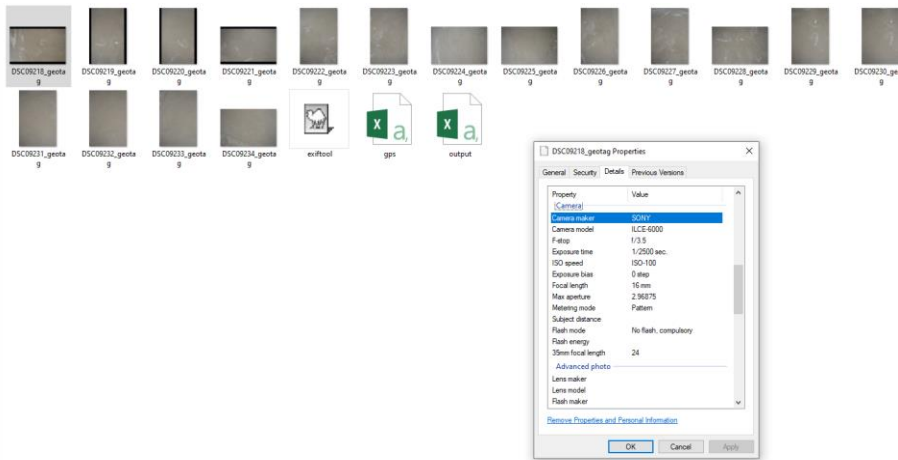 DSC09218_geota
g
DSC09219_geota
g
DSC09220_geota
g
DSC09221_geota
g
DSC09222_geota
g
DSC09223_geota
g
DSC09224_geota
g
DSC09225_geota
g
DSC09226_geota
g
DSC09227_geota
g
DSC09228_geota
g
DSC09229_geota
g
DSC09230_ge
DSC09231_geota
g
DSC09232_geota
g
DSC09233_geota
g
DSC09234_geota
g
exiftool
X a,
gps
X a,
output
DSC09218_geotag Properties
General Security Details Previous Versions
Property Value
Camera
Camera maker SONY
Camera model ILCE-6000
F-stop f/3.5
Exposure time 1/2500 sec.
ISO speed ISO-100
Exposure bias 0 step
Focal length 16 mm
Max aperture 2.96875
Metering mode Pattern
Subject distance
Flash mode No flash, compulsory
Flash energy
35mm focal length 24
Advanced photo
Lens maker
Lens model
Flash maker
Remove Properties and Personal Information
OK Cancel Apply